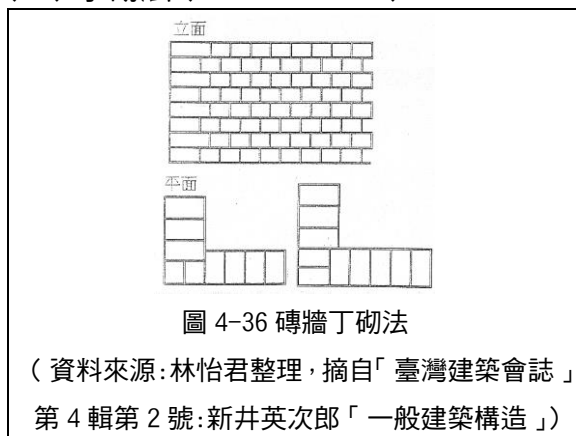 立面
平面
圖 4-36 磚牆丁砌法
（資料來源:林怡君整理，摘自「臺灣建築會誌」
第 4 輯第 2 號:新井英次郎「一般建築構造」）